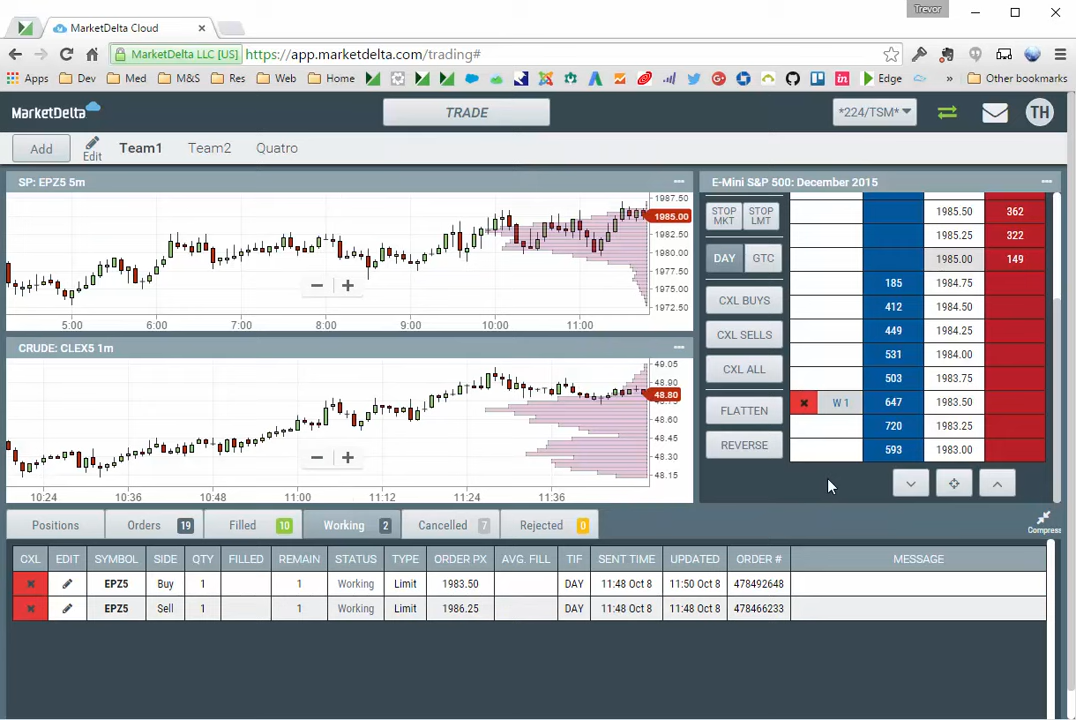 Trevor
MarketDelta Cloud
MarketDelta LLC [US] https://app.marketdelta.com/trading#
Apps Dev Med M&S Res Web Home Edge » Other bookmarks
MarketDelta TRADE *224/TSM* TH
Add Edit Team1 Team2 Quatro
SP: EPZ5 5m
1987.50
1985.00
1982.50
1980.00
1977.50
1975.00
1972.50
5:00 6:00 7:00 8:00 9:00 10:00 11:00
CRUDE: CLEX5 1m
49.05
48.90
48.80
48.60
48.45
48.30
48.15
10:24 10:36 10:48 11:00 11:12 11:24 11:36
E-Mini S&P 500: December 2015
STOP MKT STOP LMT
DAY GTC
CXL BUYS
CXL SELLS
CXL ALL
FLATTEN
REVERSE
1985.50 362
1985.25 322
1985.00 149
185 1984.75
412 1984.50
449 1984.25
531 1984.00
503 1983.75
W 1 647 1983.50
720 1983.25
593 1983.00
Positions Orders 19 Filled 10 Working 2 Cancelled 7 Rejected 0 Compress
CXL EDIT SYMBOL SIDE QTY FILLED REMAIN STATUS TYPE ORDER PX AVG. FILL TIF SENT TIME UPDATED ORDER # MESSAGE
EPZ5 Buy 1 1 Working Limit 1983.50 DAY 11:48 Oct 8 11:50 Oct 8 478492648
EPZ5 Sell 1 1 Working Limit 1986.25 DAY 11:48 Oct 8 11:48 Oct 8 478466233